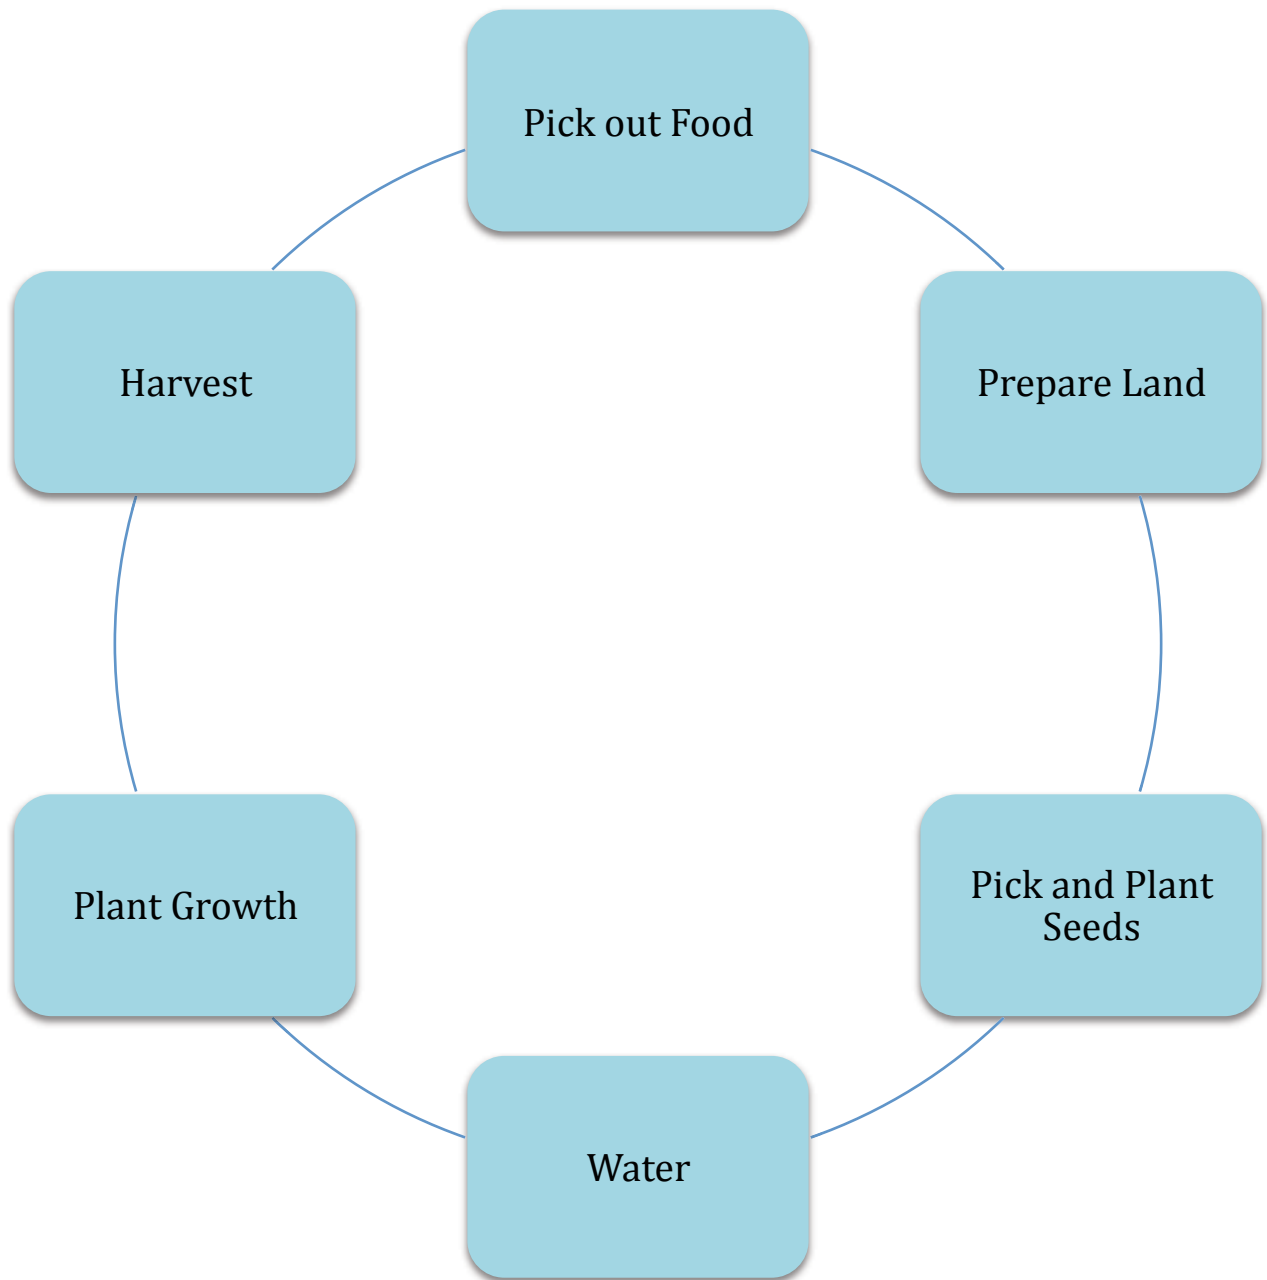 Pick out Food
Prepare Land
Pick and Plant
Seeds
Water
Plant Growth
Harvest